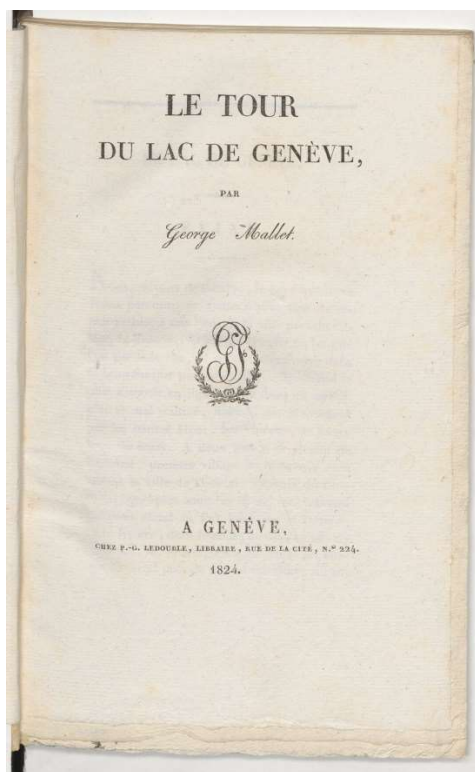 LE TOUR
DU LAC DE GENÈVE,
PAR
George Mallet.
A GENÈVE,
CHEZ P.-G. LEDOUBLE, LIBRAIRE, RUE DE LA CITÉ, N.º 224.
1824.